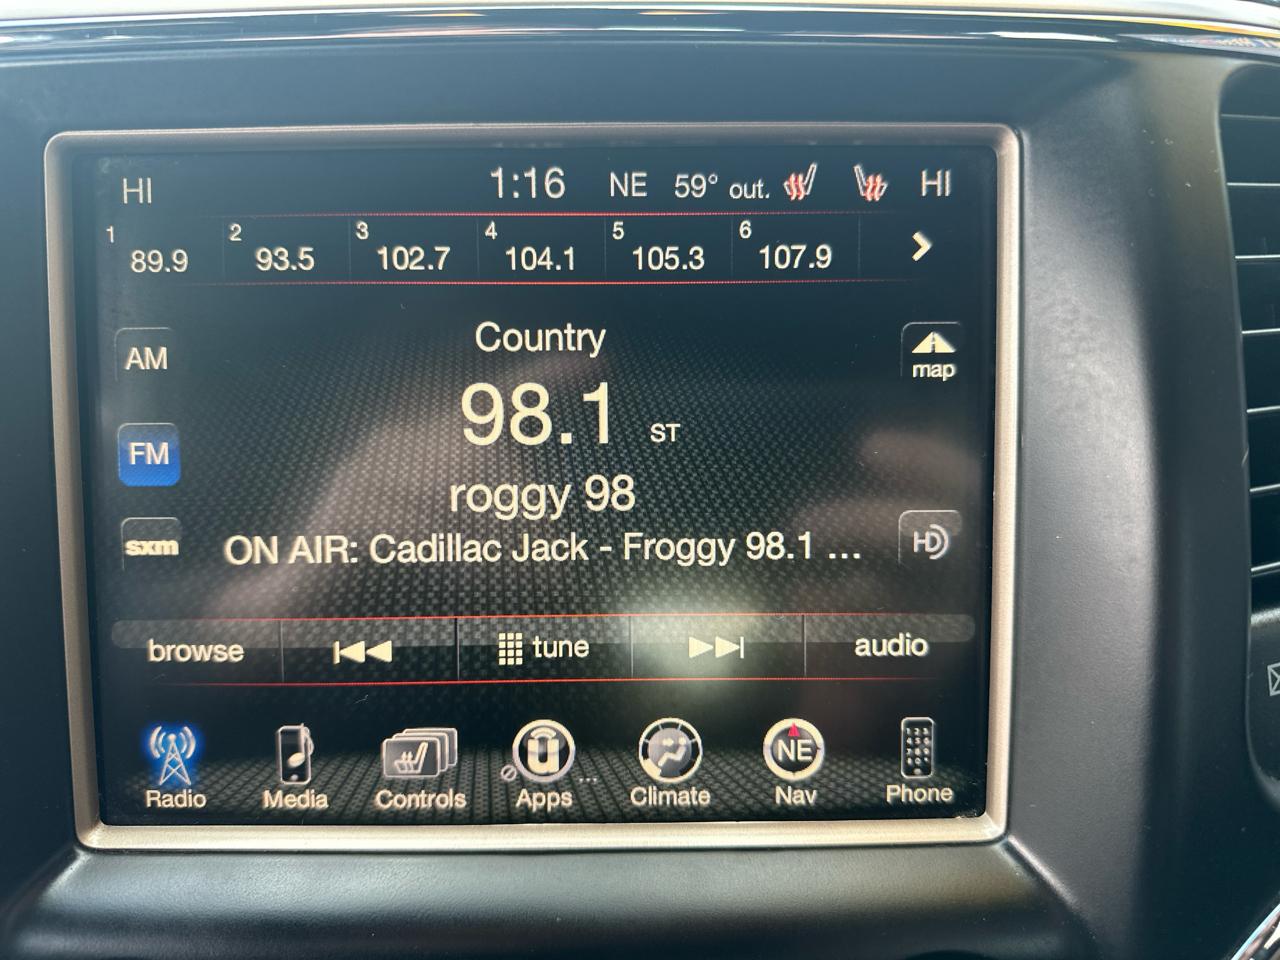 HI 1:16 NE 59° out. HI
1 89.9 2 93.5 3 102.7 4 104.1 5 105.3 6 107.9
Country
AM
map
98.1 ST
FM
roggy 98
sxm
ON AIR: Cadillac Jack - Froggy 98.1 ...
HD
browse tune audio
NE
Radio Media Controls Apps Climate Nav Phone